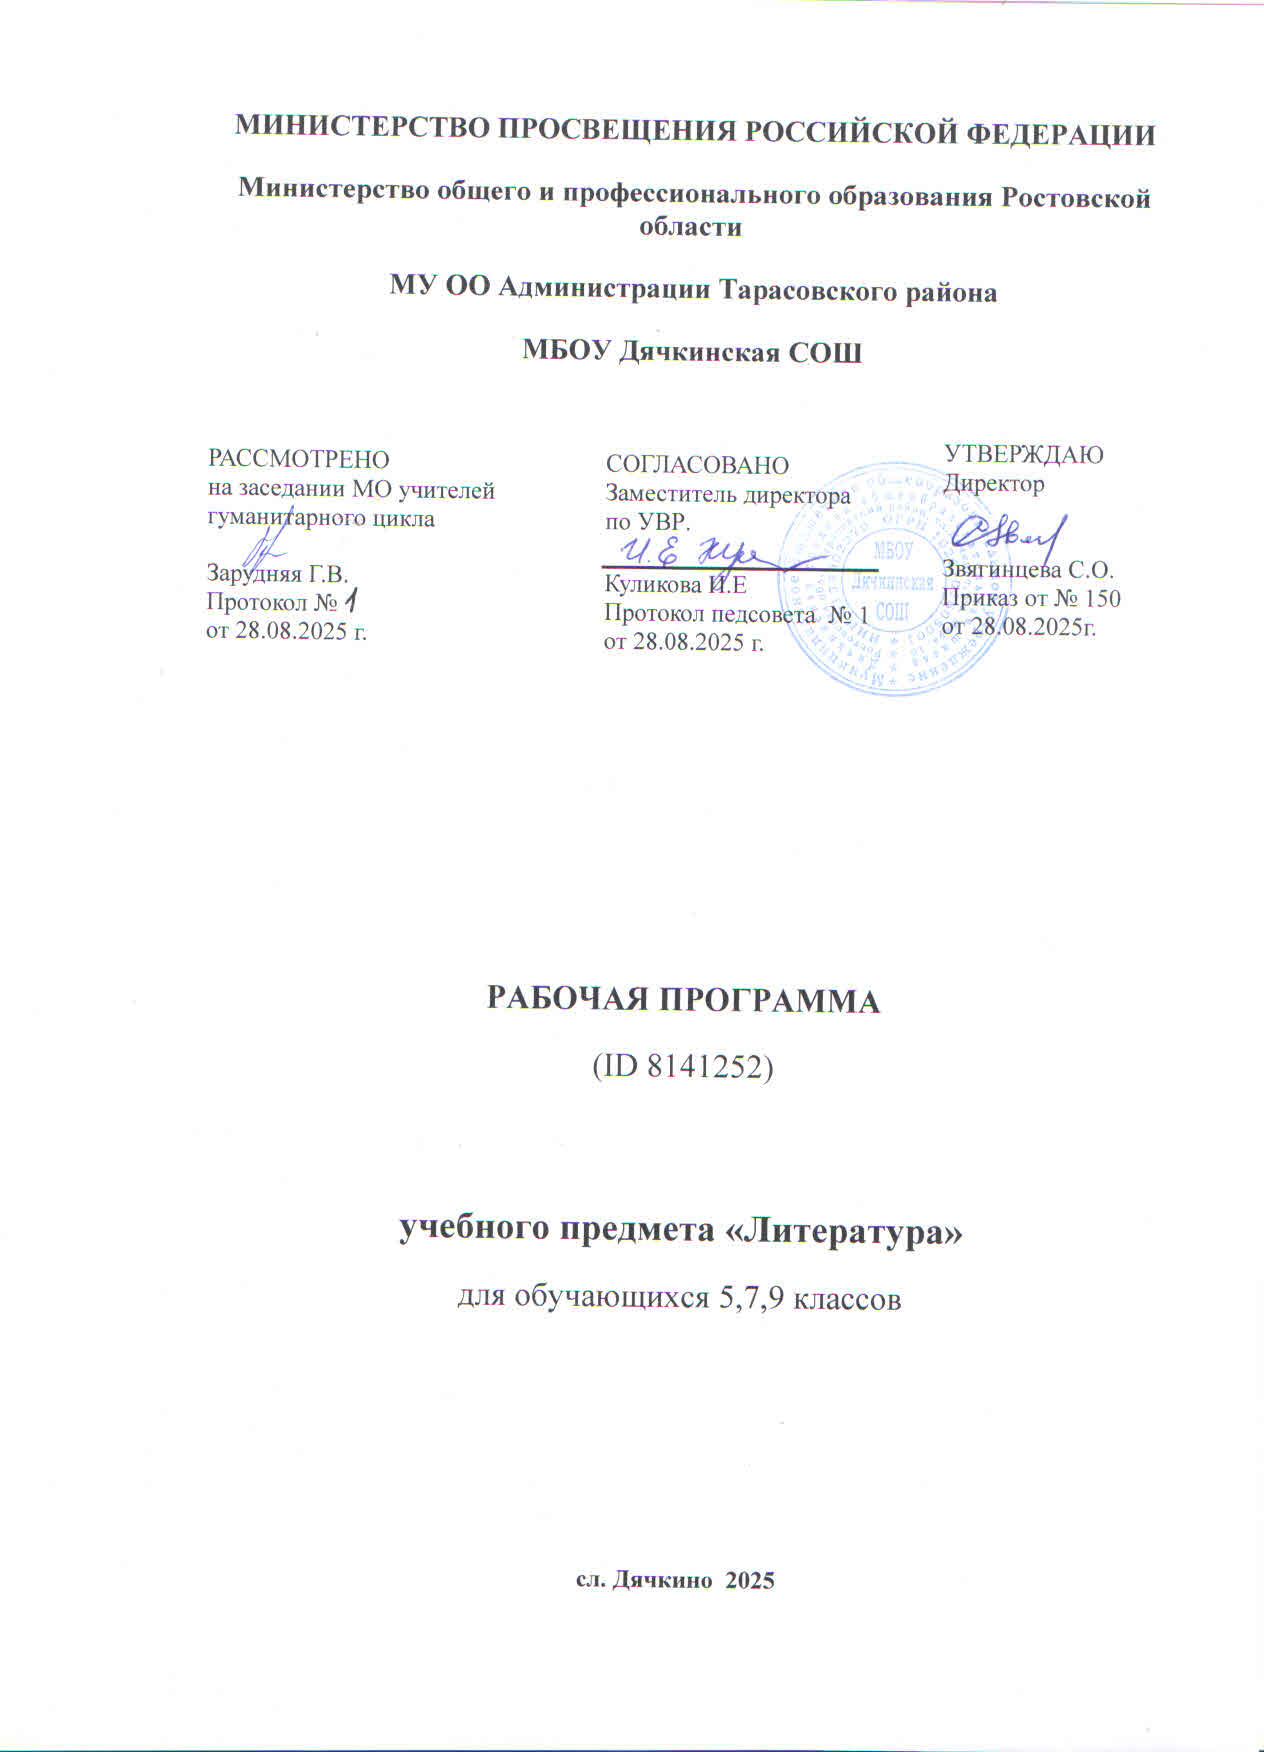 МИНИСТЕРСТВО ПРОСВЕЩЕНИЯ РОССИЙСКОЙ ФЕДЕРАЦИИ
Министерство общего и профессионального образования Ростовской
области
МУ ОО Администрации Тарасовского района
МБОУ Дячкинская СОШ
РАССМОТРЕНО
на заседании МО учителей
гуманитарного цикла
Зарудняя Г.В.
Протокол № 1
от 28.08.2025 г.
СОГЛАСОВАНО
Заместитель директора
по УВР.
Куликова И.Е
Протокол педсовета № 1
от 28.08.2025 г.
УТВЕРЖДАЮ
Директор
Звягинцева С.О.
Приказ от № 150
от 28.08.2025г.
МБОУ
Дячкинская
СОШ
РАБОЧАЯ ПРОГРАММА
(ID 8141252)
учебного предмета «Литература»
для обучающихся 5,7,9 классов
сл. Дячкино 2025